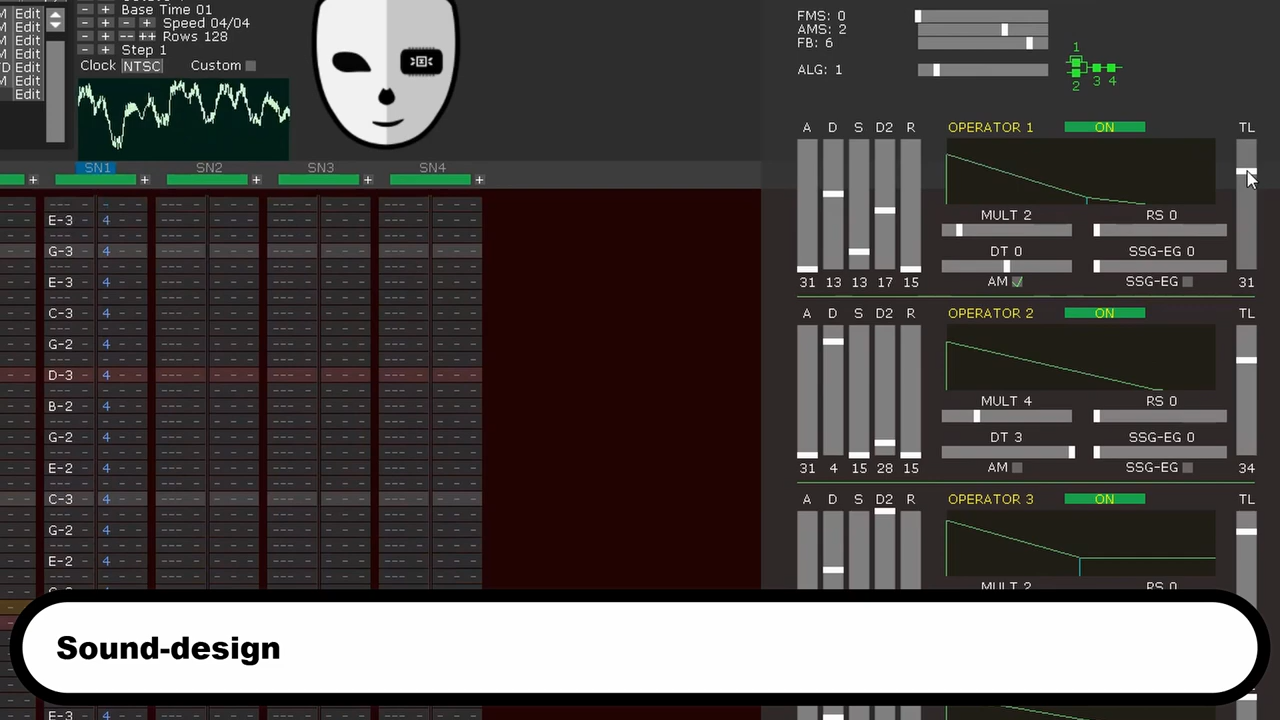 M Edit
Base Time 01
M Edit
- + - + Speed 04/04
M Edit
- + -- ++ Rows 128
M Edit
- + Step 1
Edit
Clock NTSC Custom
M Edit
Edit
FMS: 0
AMS: 2
FB: 6
ALG: 1
1
2
3 4
SN1 SN2 SN3 SN4
+ + + + +
E-3 4
G-3 4
E-3 4
C-3 4
G-2 4
D-3 4
B-2 4
G-2 4
E-2 4
C-3 4
G-2 4
E-2 4
E-3 4
A D S D2 R OPERATOR 1 ON TL
MULT 2 RS 0
DT 0 SSG-EG 0
31 13 13 17 15 AM SSG-EG 31
A D S D2 R OPERATOR 2 ON TL
MULT 4 RS 0
DT 3 SSG-EG 0
31 4 15 28 15 AM SSG-EG 34
A D S D2 R OPERATOR 3 ON TL
MULT 2 RS 0
Sound-design